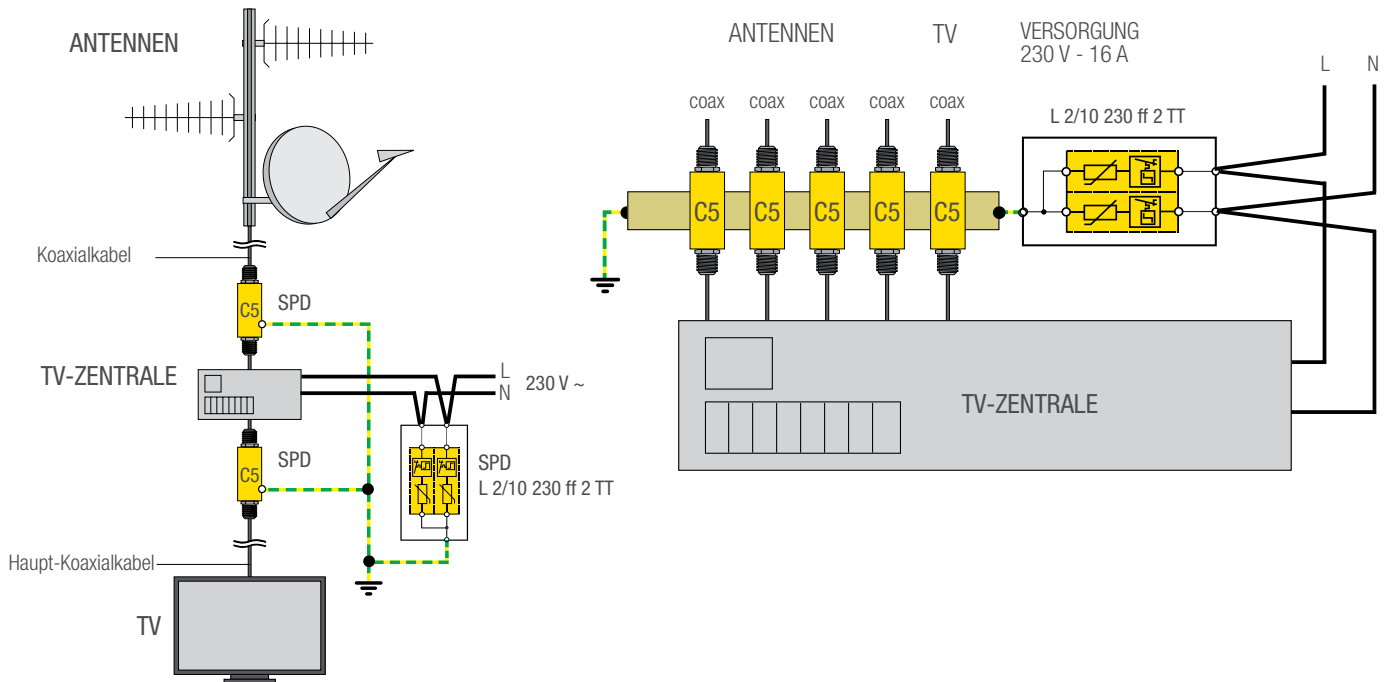 ANTENNEN
Koaxialkabel
C5
SPD
TV-ZENTRALE
L
N
230 V ~
C5
SPD
SPD
L 2/10 230 ff 2 TT
Haupt-Koaxialkabel
TV
ANTENNEN
TV
VERSORGUNG
230 V - 16 A
L
N
coax
coax
coax
coax
coax
L 2/10 230 ff 2 TT
C5
C5
C5
C5
C5
TV-ZENTRALE